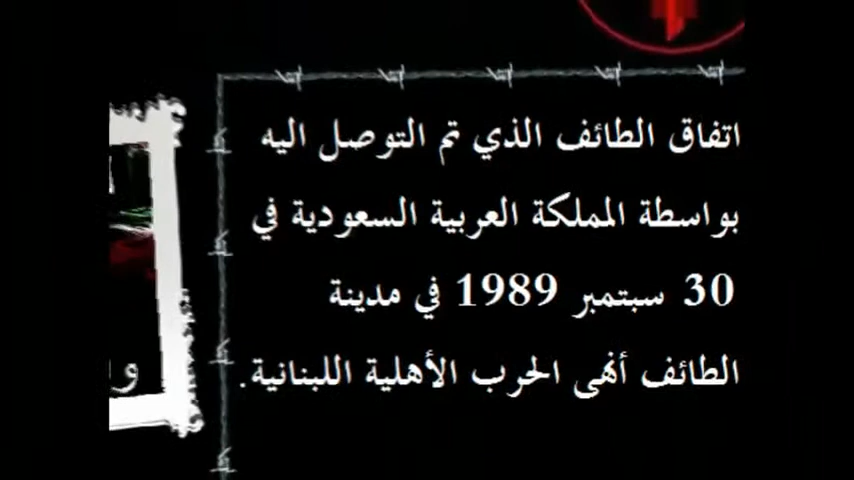 اتفاق الطائف الذي تم التوصل اليه
بواسطة المملكة العربية السعودية في
30 سبتمبر 1989 في مدينة
الطائف أنهى الحرب الأهلية اللبنانية.